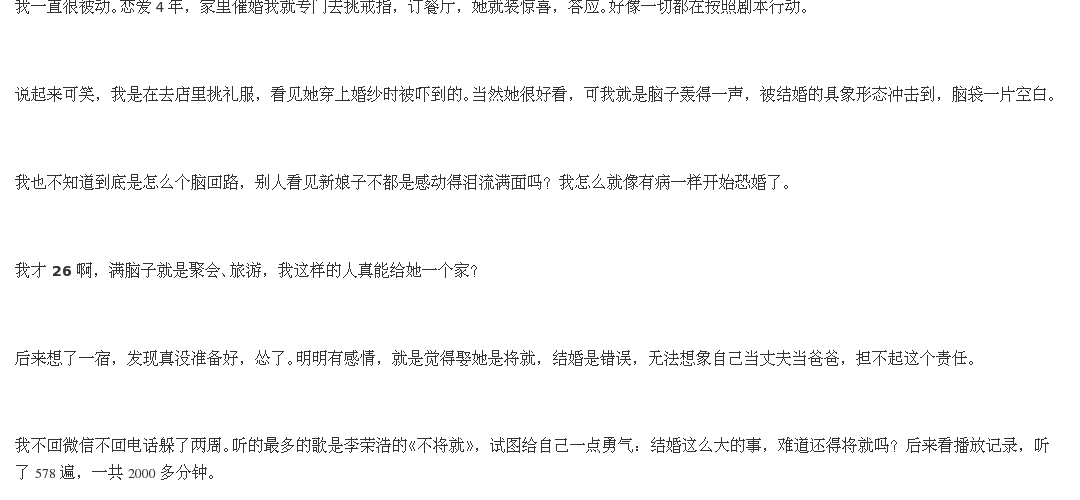 我一直很被动。恋爱 4 年，家里催婚我就专门去挑戒指，订餐厅，她就装惊喜，答应。好像一切都在按照剧本行动。
说起来可笑，我是在去店里挑礼服，看见她穿上婚纱时被吓到的。当然她很好看，可我就是脑子轰得一声，被结婚的具象形态冲击到，脑袋一片空白。
我也不知道到底是怎么个脑回路，别人看见新娘子不都是感动得泪流满面吗？我怎么就像有病一样开始恐婚了。
我才 26 啊，满脑子就是聚会、旅游，我这样的人真能给她一个家？
后来想了一宿，发现真没准备好，怂了。明明有感情，就是觉得娶她是将就，结婚是错误，无法想象自己当丈夫当爸爸，担不起这个责任。
我不回微信不回电话躲了两周。听的最多的歌是李荣浩的《不将就》，试图给自己一点勇气：结婚这么大的事，难道还得将就吗？后来看播放记录，听
了 578 遍，一共 2000 多分钟。